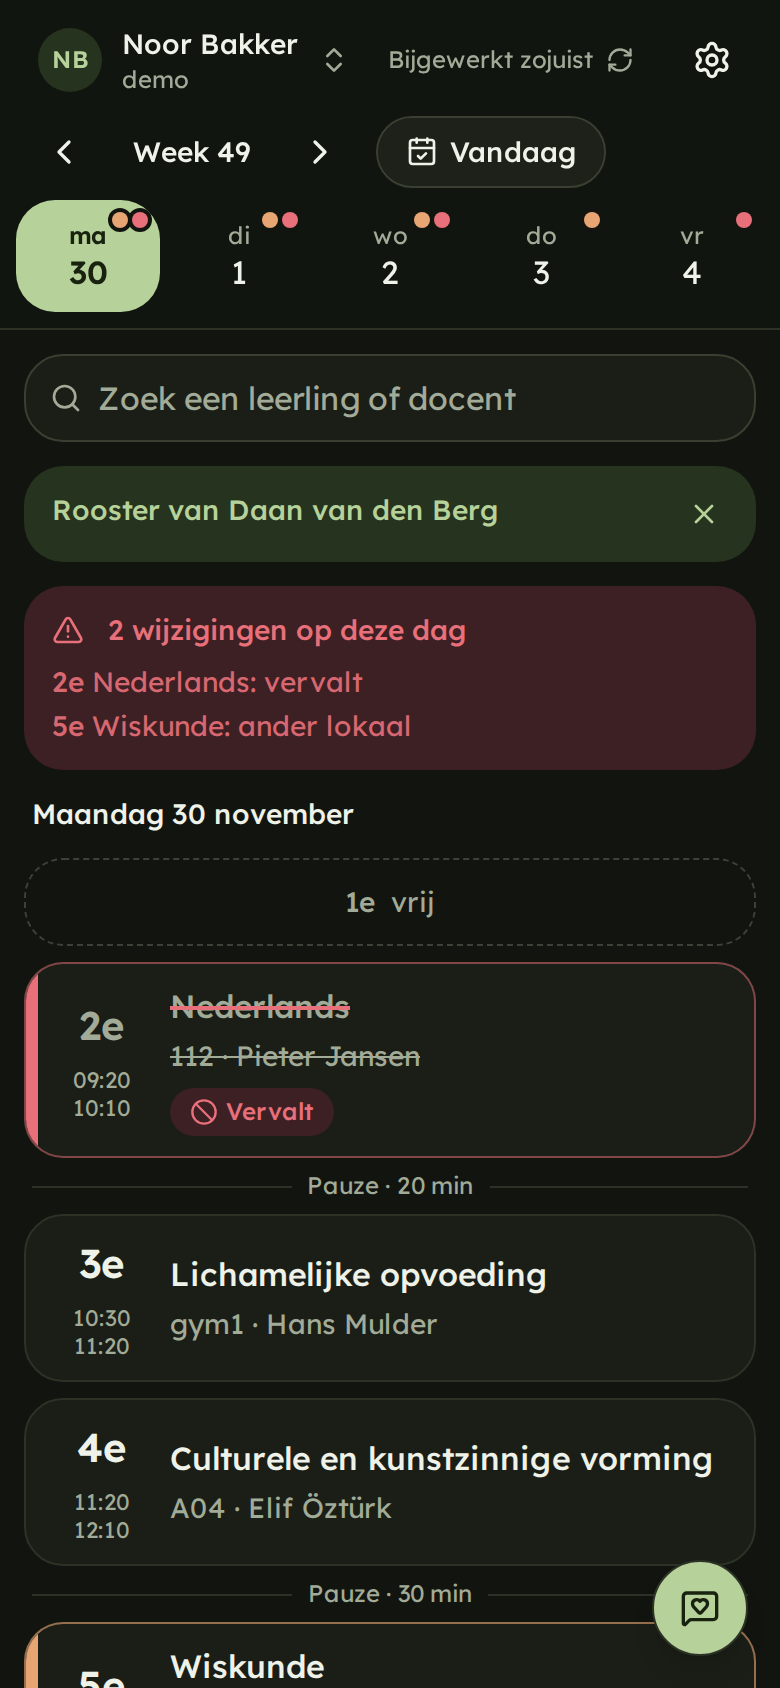 NB
Noor Bakker
demo
Bijgewerkt zojuist
Week 49
Vandaag
ma
30
di
1
wo
2
do
3
vr
4
Zoek een leerling of docent
Rooster van Daan van den Berg
2 wijzigingen op deze dag
2e Nederlands: vervalt
5e Wiskunde: ander lokaal
Maandag 30 november
1e vrij
2e
09:20
10:10
Nederlands
112 · Pieter Jansen
Vervalt
Pauze · 20 min
3e
10:30
11:20
Lichamelijke opvoeding
gym1 · Hans Mulder
4e
11:20
12:10
Culturele en kunstzinnige vorming
A04 · Elif Öztürk
Pauze · 30 min
5e
Wiskunde